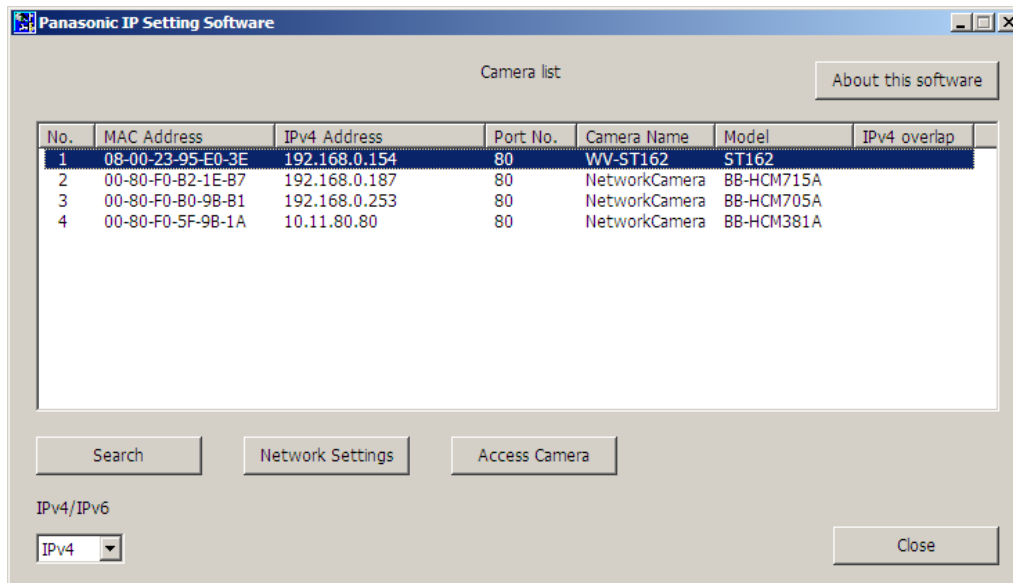 Panasonic IP Setting Software
Camera list
About this software
No. MAC Address IPv4 Address Port No. Camera Name Model IPv4 overlap
1 08-00-23-95-E0-3E 192.168.0.154 80 WV-ST162 ST162
2 00-80-F0-B2-1E-B7 192.168.0.187 80 NetworkCamera BB-HCM715A
3 00-80-F0-B0-9B-B1 192.168.0.253 80 NetworkCamera BB-HCM705A
4 00-80-F0-5F-9B-1A 10.11.80.80 80 NetworkCamera BB-HCM381A
Search Network Settings Access Camera
IPv4/IPv6
IPv4 Close